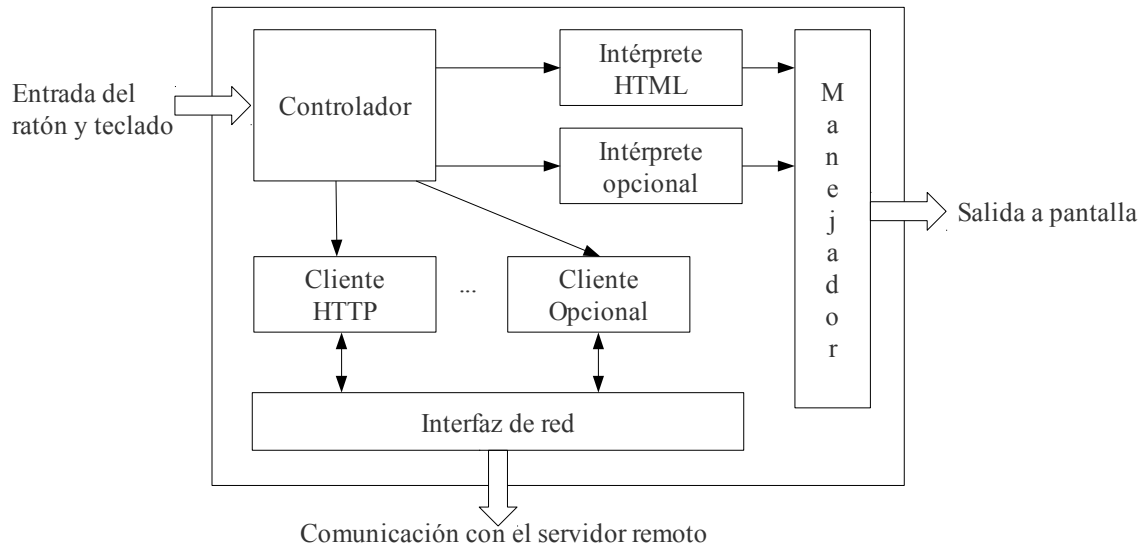 Entrada del
ratón y teclado
Controlador
Intérprete
HTML
Intérprete
opcional
Manejador
Salida a pantalla
Cliente
HTTP
...
Cliente
Opcional
Interfaz de red
Comunicación con el servidor remoto